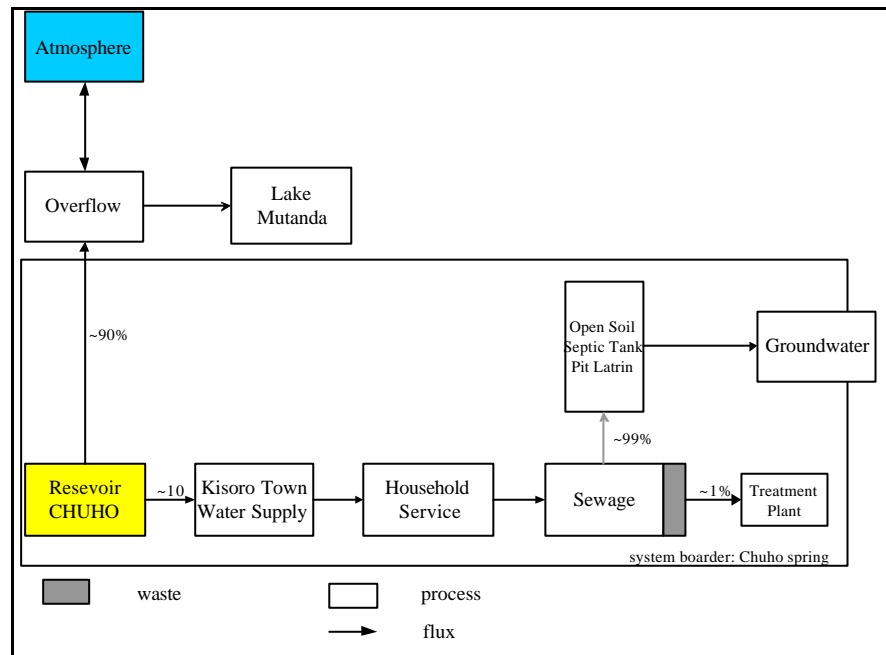 Atmosphere
Overflow
Lake
Mutanda
~90%
Open Soil
Septic Tank
Pit Latrin
Groundwater
~99%
Resevoir
CHUHO
~10
Kisoro Town
Water Supply
Household
Service
Sewage
~1%
Treatment
Plant
system boarder: Chuho spring
waste
process
flux